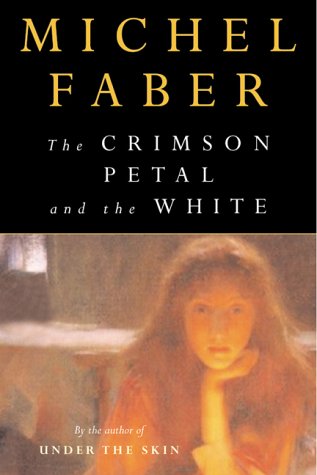 MICHEL
FABER
The CRIMSON
PETAL
and the WHITE
By the author of
UNDER THE SKIN